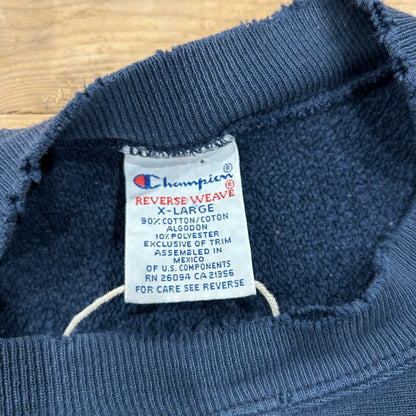 Champion®
REVERSE WEAVE®
X-LARGE
90% COTTON/COTON
ALGODON
10% POLYESTER
EXCLUSIVE OF TRIM
ASSEMBLED IN
MEXICO
OF U.S. COMPONENTS
RN 26094 CA 21356
FOR CARE SEE REVERSE